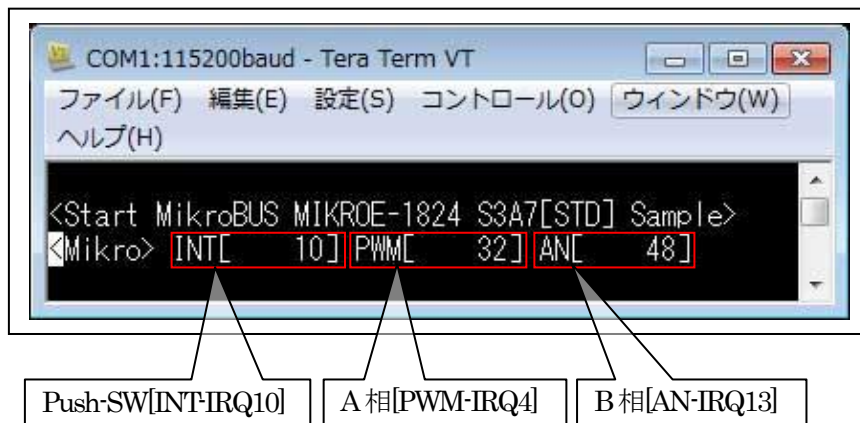 COM1:115200baud - Tera Term VT
ファイル(F) 編集(E) 設定(S) コントロール(O) ウィンドウ(W)
ヘルプ(H)
<Start MikroBUS MIKROE-1824 S3A7[STD] Sample>
<Mikro> INT[ 10] PWM[ 32] AN[ 48]
Push-SW[INT-IRQ10] A相[PWM-IRQ4] B相[AN-IRQ13]